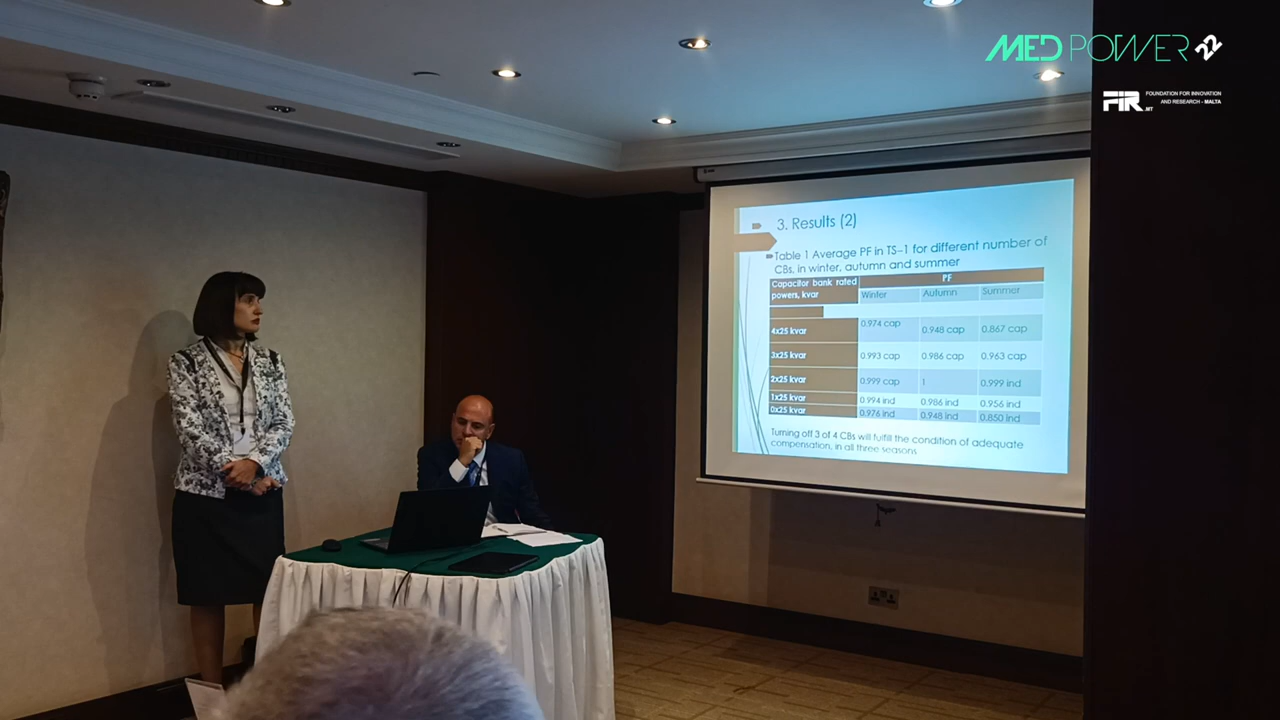 MED POWER 22
FIR.MT FOUNDATION FOR INNOVATION
AND RESEARCH - MALTA
3. Results (2)
Table 1 Average PF in TS-1 for different number of
CBs, in winter, autumn and summer
Capacitor bank rated
powers, kvar
PF
Winter Autumn Summer
4x25 kvar 0.974 cap 0.948 cap 0.867 cap
3x25 kvar 0.993 cap 0.986 cap 0.963 cap
2x25 kvar 0.999 cap 1 0.999 ind
1x25 kvar 0.994 ind 0.986 ind 0.956 ind
0x25 kvar 0.976 ind 0.948 ind 0.850 ind
Turning off 3 of 4 CBs will fulfill the condition of adequate
compensation, in all three seasons